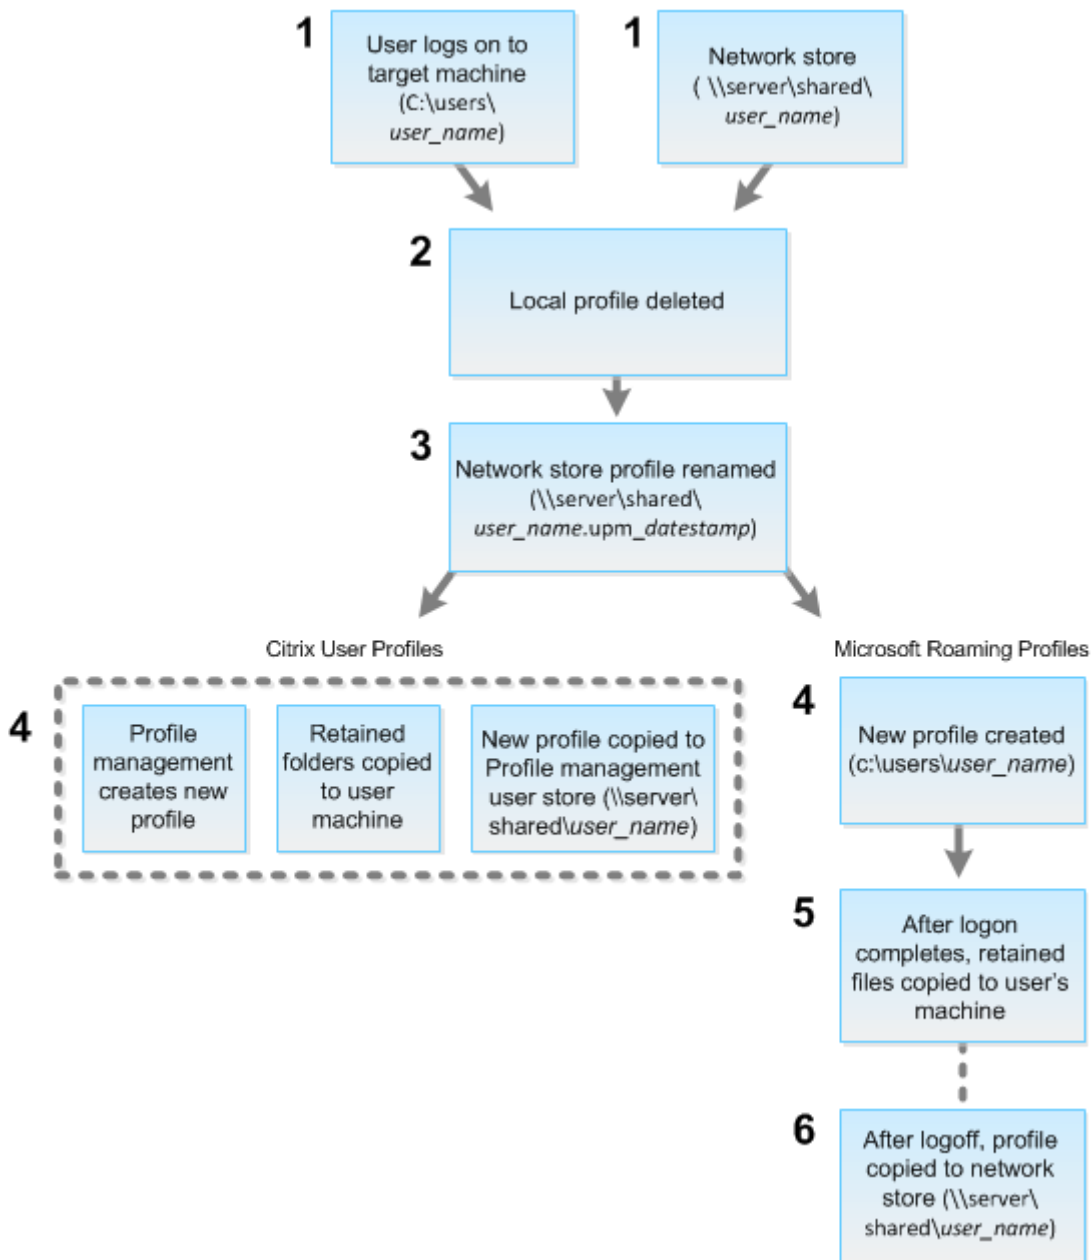 1
User logs on to
target machine
(C:\users\
user_name)
1
Network store
( \\server\shared\
user_name)
2
Local profile deleted
3
Network store profile renamed
(\\server\shared\
user_name.upm_datestamp)
Citrix User Profiles
4
Profile
management
creates new
profile
Retained
folders copied
to user
machine
New profile copied to
Profile management
user store (\\server\
shared\user_name)
Microsoft Roaming Profiles
4
New profile created
(c:\users\user_name)
5
After logon
completes, retained
files copied to user's
machine
6
After logoff, profile
copied to network
store (\\server\
shared\user_name)